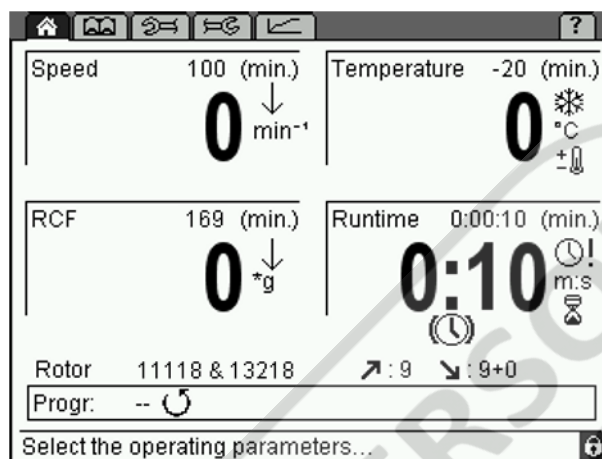 ?
Speed 100 (min.)
0 min⁻¹
Temperature -20 (min.)
0 °C
RCF 169 (min.)
0 *g
Runtime 0:00:10 (min.)
0:10 m:s
Rotor 11118 & 13218 : 9 : 9+0
Progr: --
Select the operating parameters...